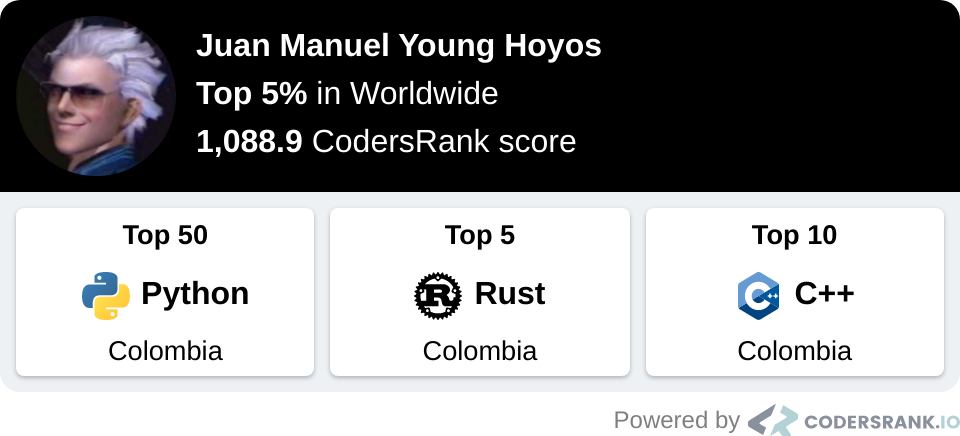 Juan Manuel Young Hoyos
Top 5% in Worldwide
1,088.9 CodersRank score
Top 50
Python
Colombia
Top 5
R Rust
Colombia
Top 10
C++ C++
Colombia
Powered by CODERSRANK.IO